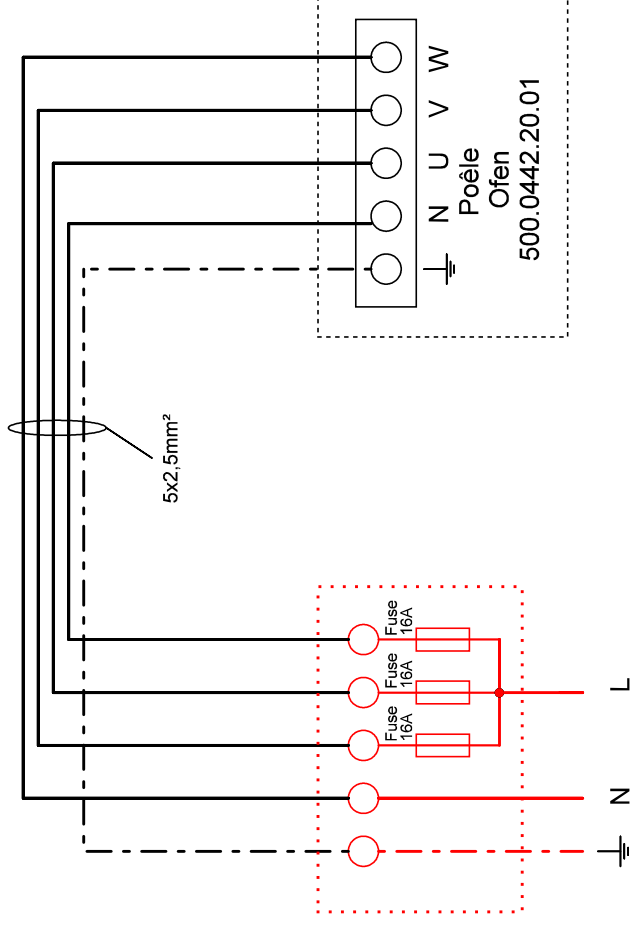 W
V
U
N
Poêle
Ofen
500.0442.20.01
5x2,5mm²
Fuse
16A
Fuse
16A
Fuse
16A
L
N